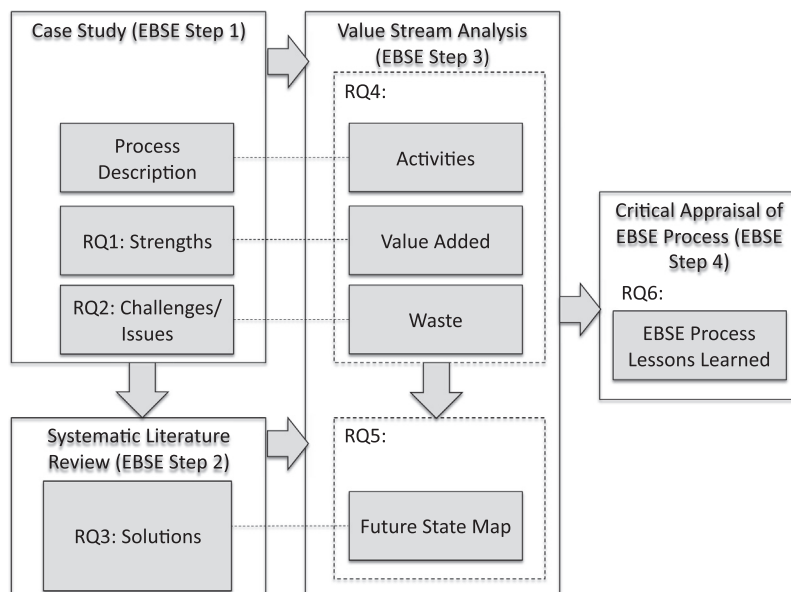 Case Study (EBSE Step 1)
Process
Description
RQ1: Strengths
RQ2: Challenges/
Issues
Systematic Literature
Review (EBSE Step 2)
RQ3: Solutions
Value Stream Analysis
(EBSE Step 3)
RQ4:
Activities
Value Added
Waste
RQ5:
Future State Map
Critical Appraisal of
EBSE Process (EBSE
Step 4)
RQ6:
EBSE Process
Lessons Learned